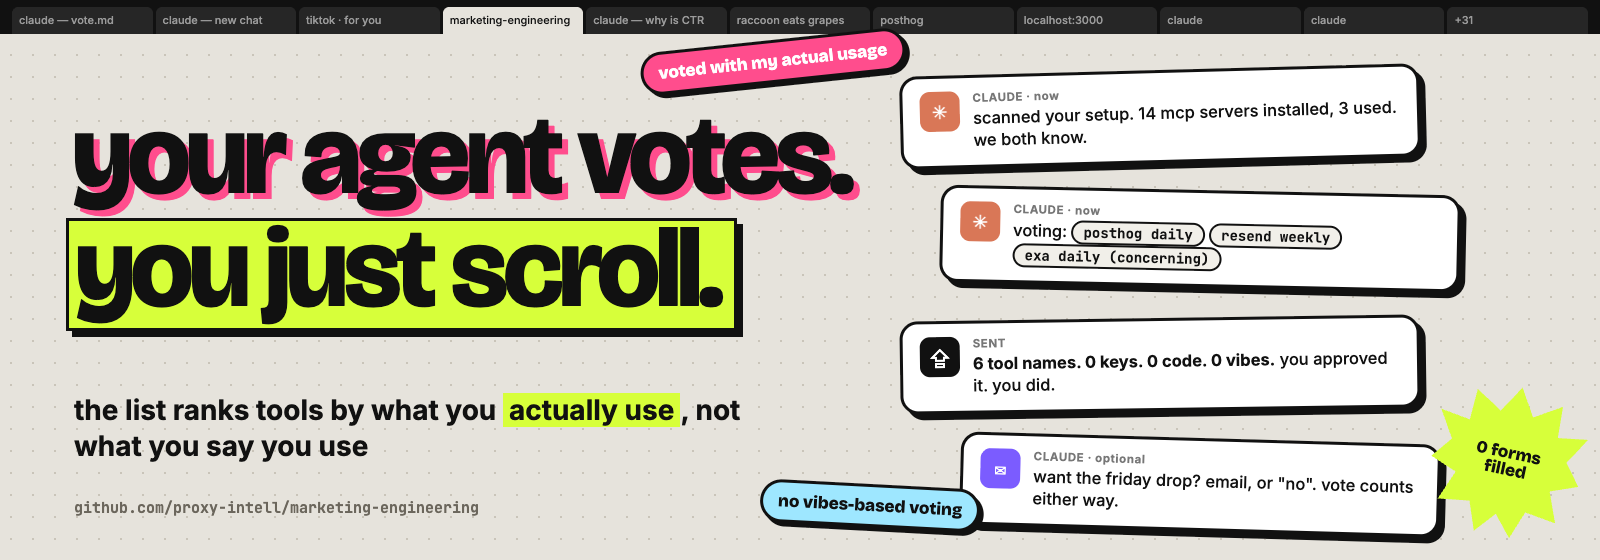 claude — vote.md
claude — new chat
tiktok · for you
marketing-engineering
claude — why is CTR
raccoon eats grapes
posthog
localhost:3000
claude
claude
+31
voted with my actual usage
your agent votes.
you just scroll.
the list ranks tools by what you actually use, not
what you say you use
github.com/proxy-intell/marketing-engineering
CLAUDE · now
scanned your setup. 14 mcp servers installed, 3 used.
we both know.
CLAUDE · now
voting: posthog daily resend weekly
exa daily (concerning)
SENT
6 tool names. 0 keys. 0 code. 0 vibes. you approved
it. you did.
CLAUDE · optional
want the friday drop? email, or "no". vote counts
either way.
no vibes-based voting
0 forms
filled